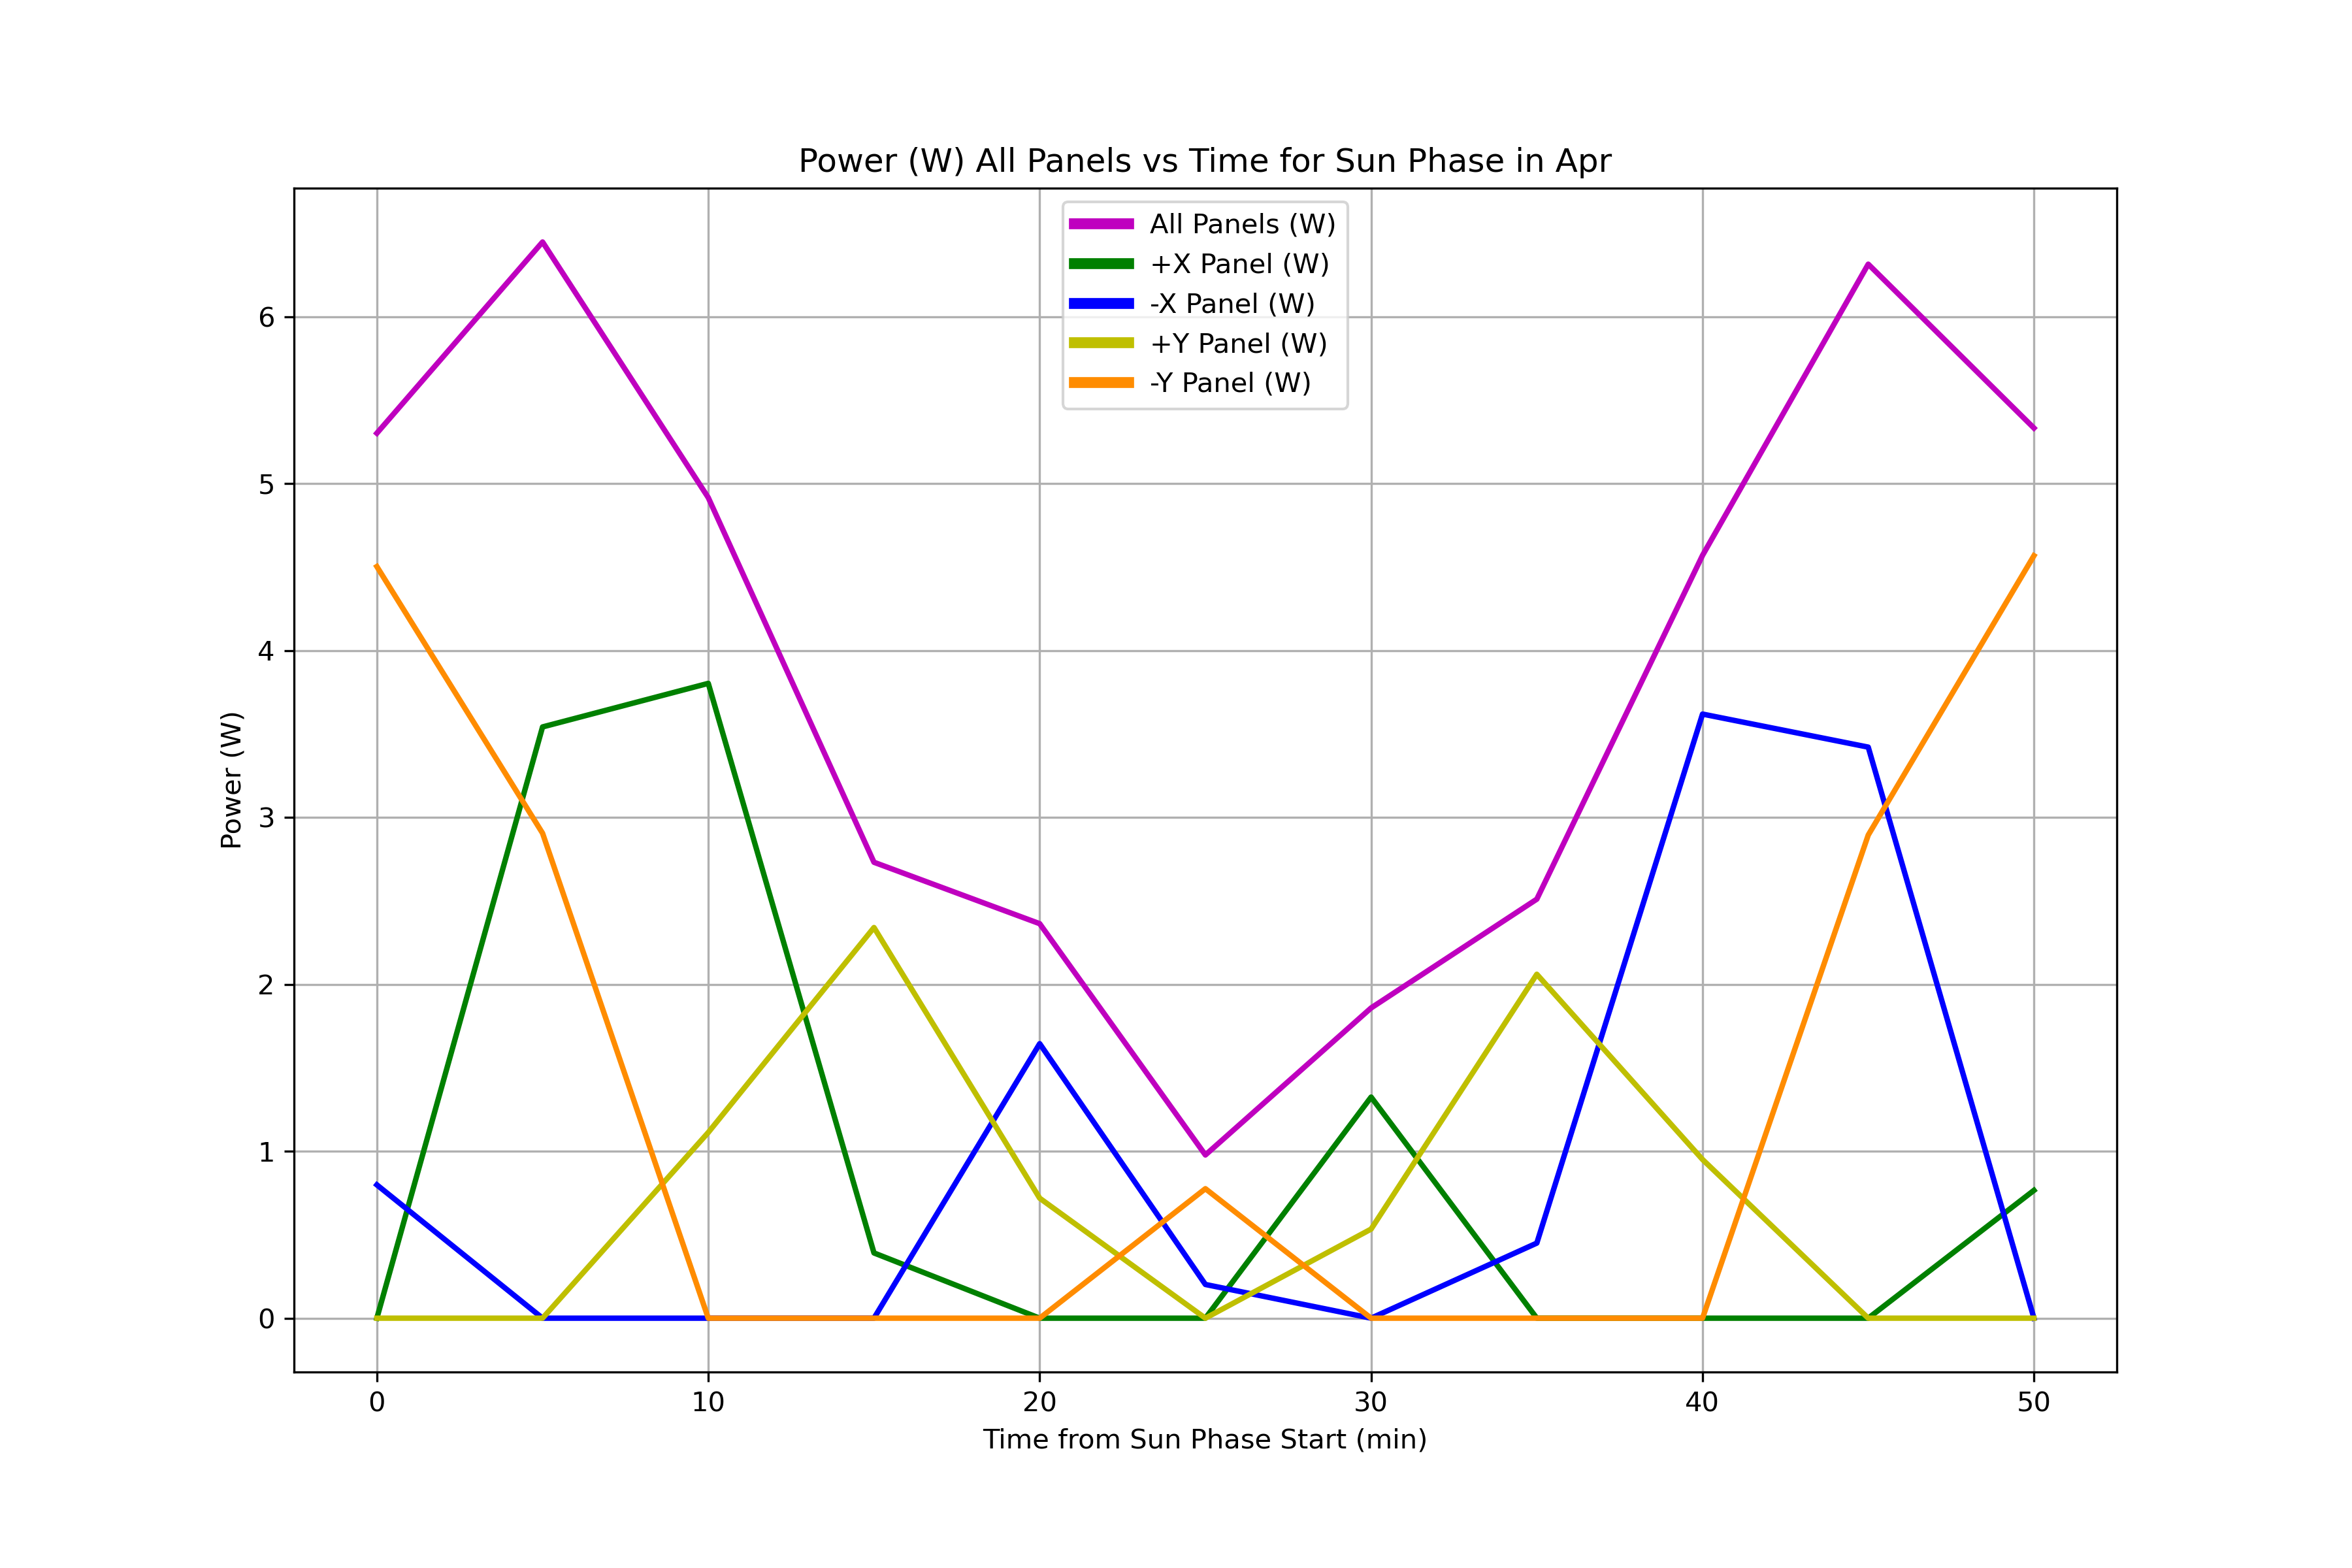 Power (W) All Panels vs Time for Sun Phase in Apr
All Panels (W)
+X Panel (W)
-X Panel (W)
+Y Panel (W)
-Y Panel (W)
Power (W)
6
5
4
3
2
1
0
0 10 20 30 40 50
Time from Sun Phase Start (min)